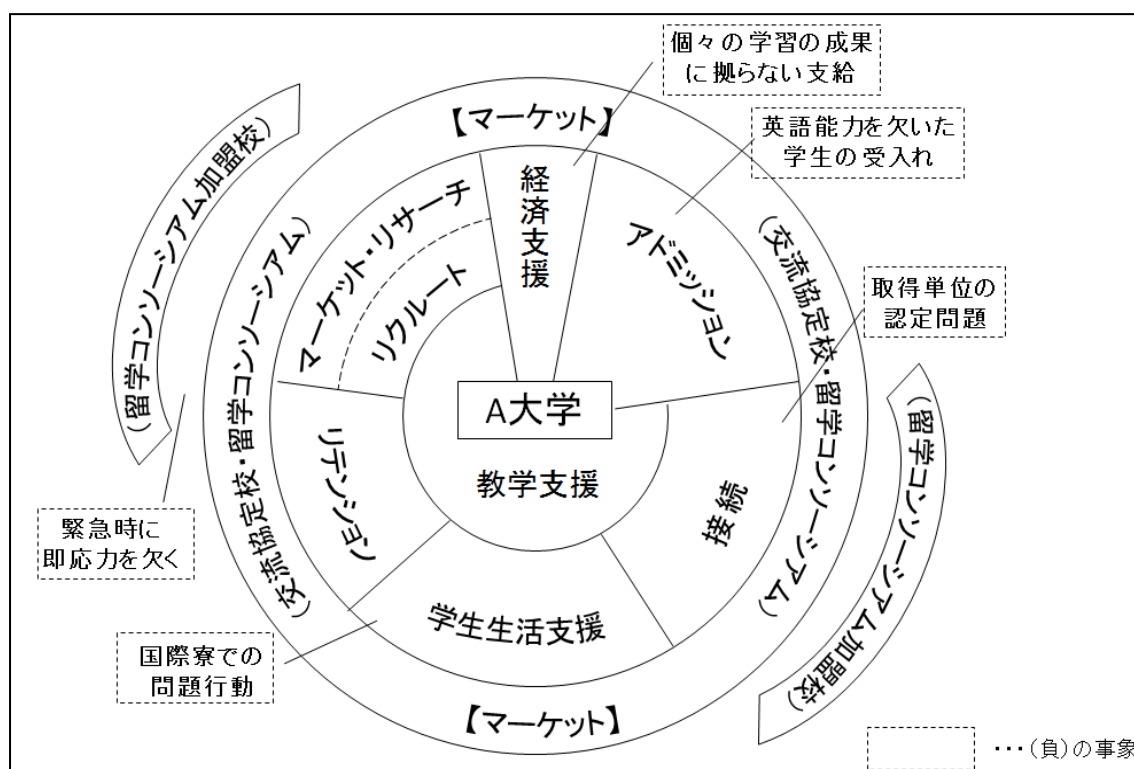 個々の学習の成果
に拠らない支給
【マーケット】
英語能力を欠いた
学生の受入れ
(留学コンソーシアム加盟校)
経済支援
マーケット・リサーチ
リクルート
アドミッション
(交流協定校・留学コンソーシアム)
(交流協定校・留学コンソーシアム)
取得単位の
認定問題
A大学
教学支援
リテンション
接続
(留学コンソーシアム加盟校)
緊急時に
即応力を欠く
学生生活支援
国際寮での
問題行動
【マーケット】
・・・(負)の事象